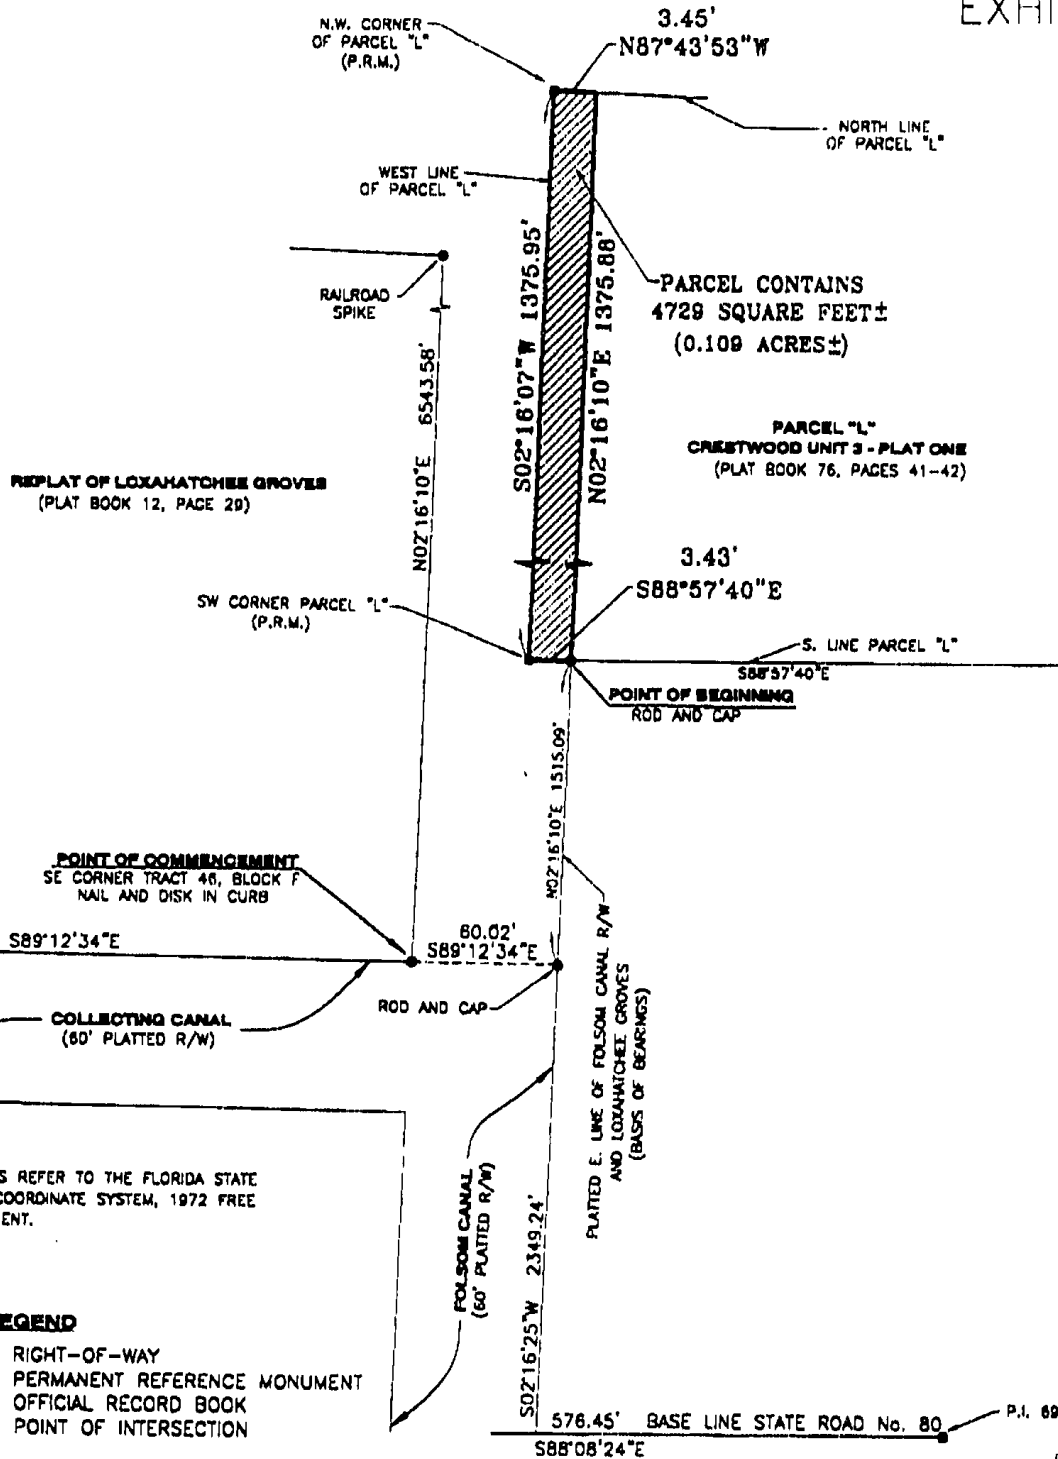 EXHI
N.W. CORNER
OF PARCEL "L"
(P.R.M.)
3.45'
N87°43'53"W
NORTH LINE
OF PARCEL "L"
WEST LINE
OF PARCEL "L"
RAILROAD
SPIKE
S02°16'07"W 1375.95'
N02°16'10"E 1375.88'
PARCEL CONTAINS
4729 SQUARE FEET±
(0.109 ACRES±)
N02°16'10"E 6543.58'
PARCEL "L"
CRESTWOOD UNIT 3 - PLAT ONE
(PLAT BOOK 76, PAGES 41-42)
REPLAT OF LOXAHATCHEE GROVES
(PLAT BOOK 12, PAGE 29)
3.43'
S88°57'40"E
SW CORNER PARCEL "L"
(P.R.M.)
S. LINE PARCEL "L"
S88°57'40"E
POINT OF BEGINNING
ROD AND CAP
N02°16'10"E 1515.09'
POINT OF COMMENCEMENT
SE CORNER TRACT 46, BLOCK F
NAIL AND DISK IN CURB
S89°12'34"E
60.02'
S89°12'34"E
ROD AND CAP
COLLECTING CANAL
(60' PLATTED R/W)
PLATTED E. LINE OF FOLSOM CANAL R/W
AND LOXAHATCHEE GROVES
(BASIS OF BEARINGS)
S REFER TO THE FLORIDA STATE
COORDINATE SYSTEM, 1972 FREE
ENT.
FOLSOM CANAL
(60' PLATTED R/W)
S02°16'25"W 2349.24'
EGEND
RIGHT-OF-WAY
PERMANENT REFERENCE MONUMENT
OFFICIAL RECORD BOOK
POINT OF INTERSECTION
576.45' BASE LINE STATE ROAD No. 80
S88°08'24"E
P.I. 69